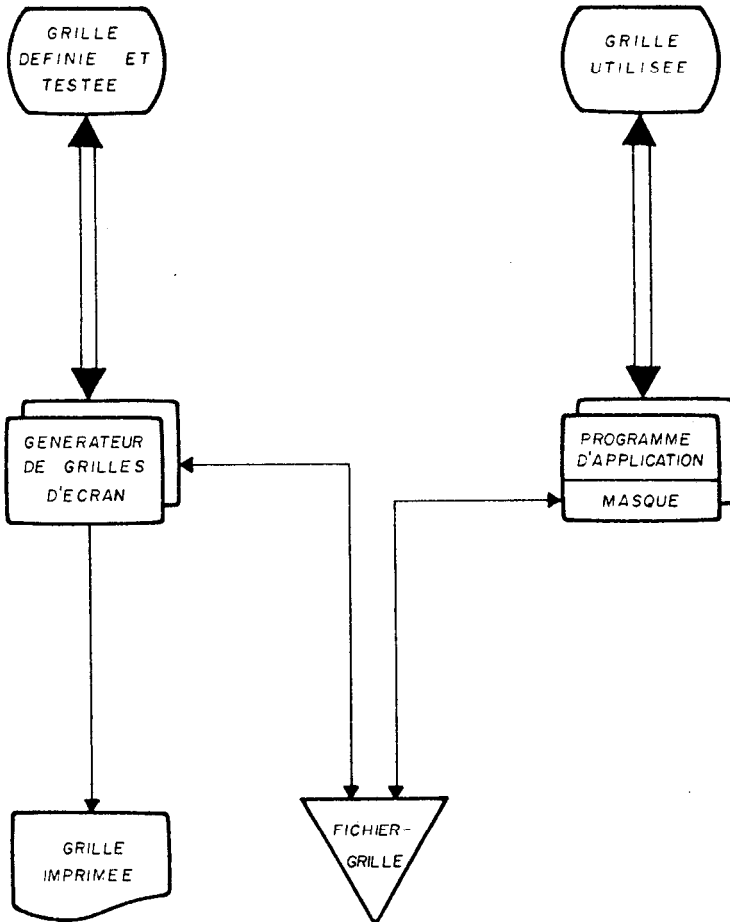 GRILLE
DEFINIE ET
TESTEE
GRILLE
UTILISEE
GENERATEUR
DE GRILLES
D'ECRAN
PROGRAMME
D'APPLICATION
MASQUE
GRILLE
IMPRIMEE
FICHIER-
GRILLE